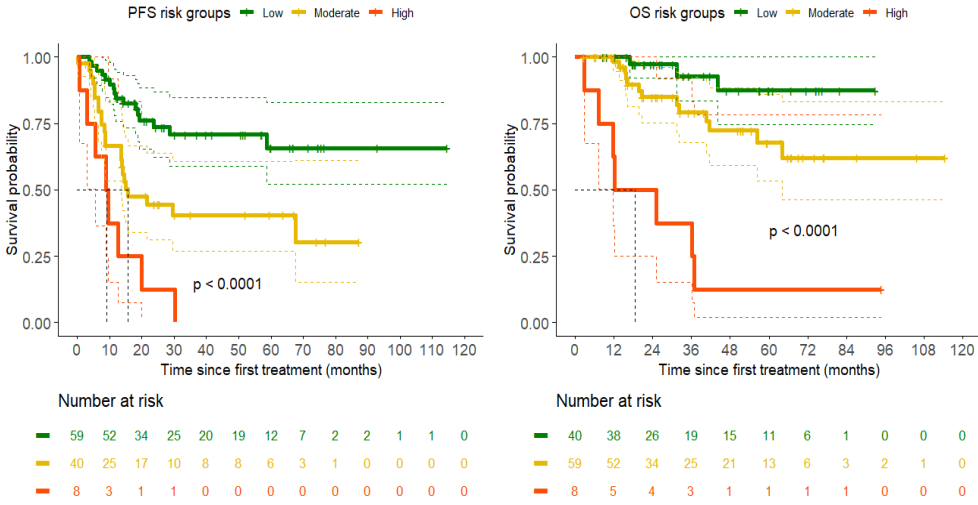 PFS risk groups Low Moderate High
Survival probability
1.00
0.75
0.50
0.25
0.00
p < 0.0001
0 10 20 30 40 50 60 70 80 90 100 110 120
Time since first treatment (months)
Number at risk
59 52 34 25 20 19 12 7 2 2 1 1 0
40 25 17 10 8 8 6 3 1 0 0 0 0
8 3 1 1 0 0 0 0 0 0 0 0 0
OS risk groups Low Moderate High
Survival probability
1.00
0.75
0.50
0.25
0.00
p < 0.0001
0 12 24 36 48 60 72 84 96 108 120
Time since first treatment (months)
Number at risk
40 38 26 19 15 11 6 1 0 0 0
59 52 34 25 21 13 6 3 2 1 0
8 5 4 3 1 1 1 1 0 0 0